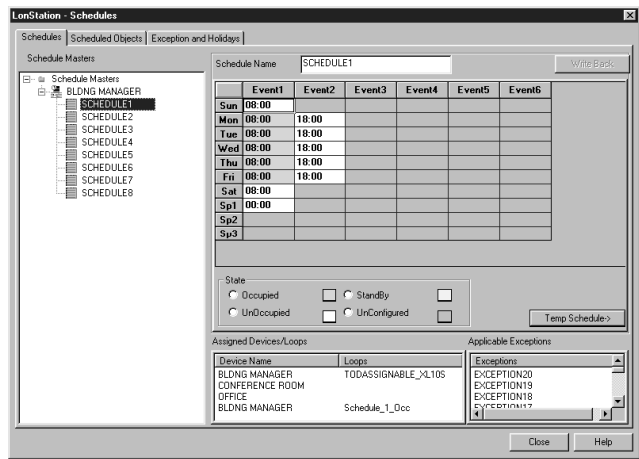 LonStation - Schedules
Schedules Scheduled Objects Exception and Holidays
Schedule Masters
Schedule Masters
BLDNG MANAGER
SCHEDULE1
SCHEDULE2
SCHEDULE3
SCHEDULE4
SCHEDULE5
SCHEDULE6
SCHEDULE7
SCHEDULE8
Schedule Name SCHEDULE1 Write Back
Event1 Event2 Event3 Event4 Event5 Event6
Sun 08:00
Mon 08:00 18:00
Tue 08:00 18:00
Wed 08:00 18:00
Thu 08:00 18:00
Fri 08:00 18:00
Sat 08:00
Sp1 00:00
Sp2
Sp3
State
Occupied StandBy
UnOccupied UnConfigured
Temp Schedule->
Assigned Devices/Loops
Device Name Loops
BLDNG MANAGER TODASSIGNABLE_XL10S
CONFERENCE ROOM
OFFICE
BLDNG MANAGER Schedule_1_Occ
Applicable Exceptions
Exceptions
EXCEPTION20
EXCEPTION19
EXCEPTION18
EXCEPTION17
Close Help